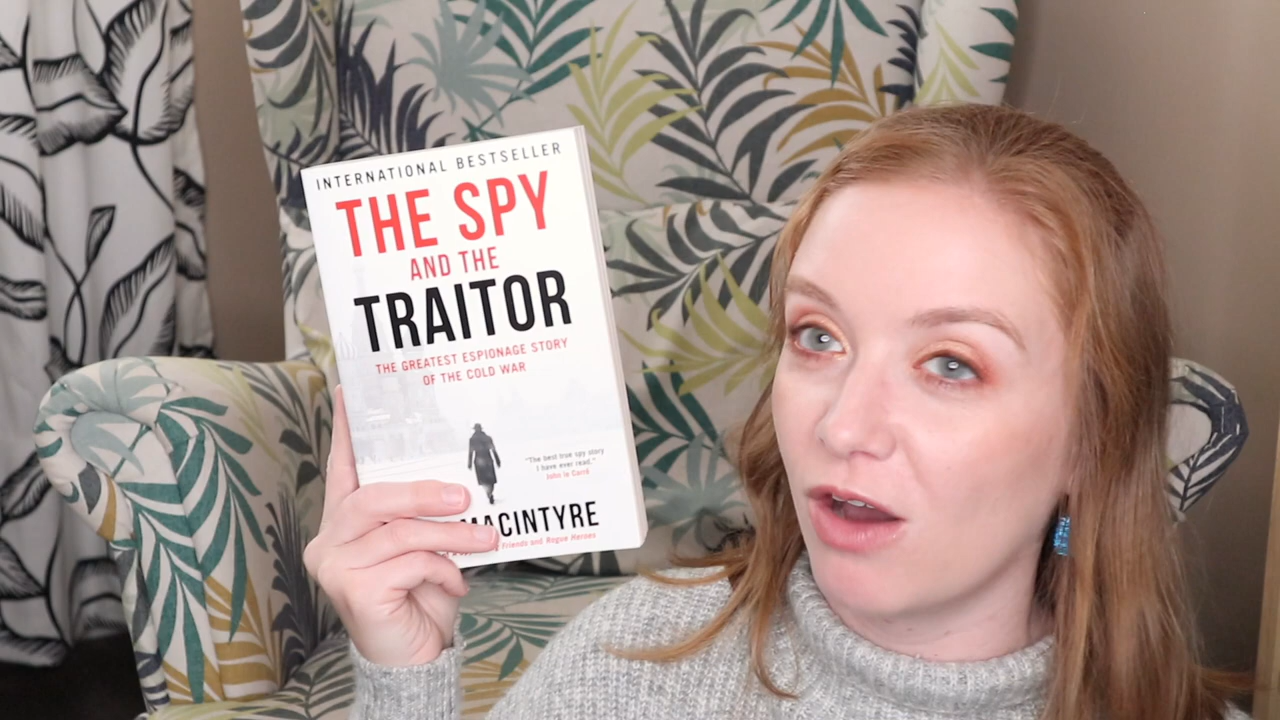 INTERNATIONAL BESTSELLER
THE SPY
AND THE
TRAITOR
THE GREATEST ESPIONAGE STORY
OF THE COLD WAR
"The best true spy story
I have ever read."
John le Carré
MACINTYRE
Friends and Rogue Heroes